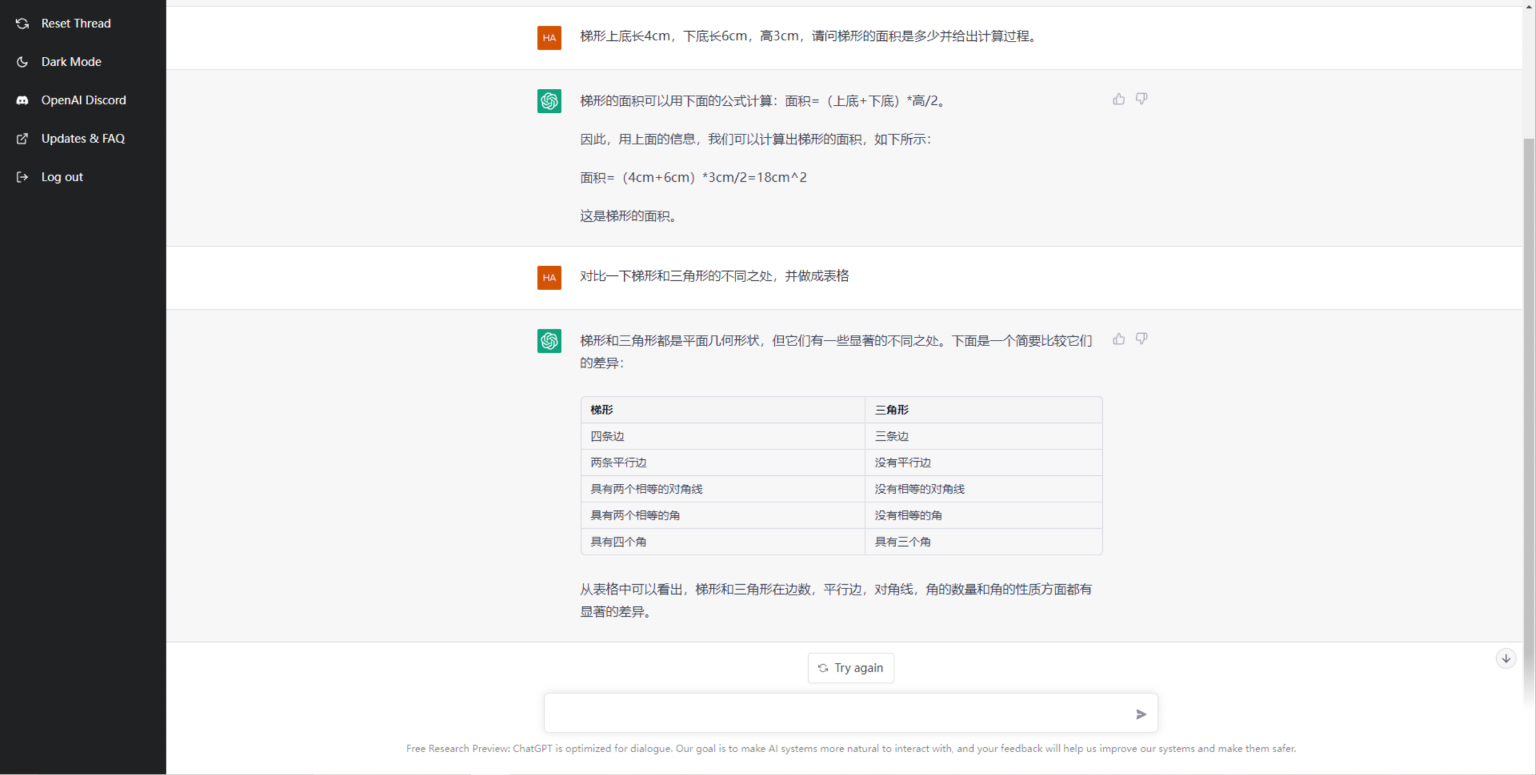 Reset Thread
Dark Mode
OpenAI Discord
Updates & FAQ
Log out
HA
梯形上底长4cm，下底长6cm，高3cm，请问梯形的面积是多少并给出计算过程。
梯形的面积可以用下面的公式计算：面积=（上底+下底）*高/2。
因此，用上面的信息，我们可以计算出梯形的面积，如下所示：
面积=（4cm+6cm）*3cm/2=18cm^2
这是梯形的面积。
HA
对比一下梯形和三角形的不同之处，并做成表格
梯形和三角形都是平面几何形状，但它们有一些显著的不同之处。下面是一个简要比较它们
的差异：
梯形 三角形
四条边 三条边
两条平行边 没有平行边
具有两个相等的对角线 没有相等的对角线
具有两个相等的角 没有相等的角
具有四个角 具有三个角
从表格中可以看出，梯形和三角形在边数，平行边，对角线，角的数量和角的性质方面都有
显著的差异。
Try again
Free Research Preview: ChatGPT is optimized for dialogue. Our goal is to make AI systems more natural to interact with, and your feedback will help us improve our systems and make them safer.